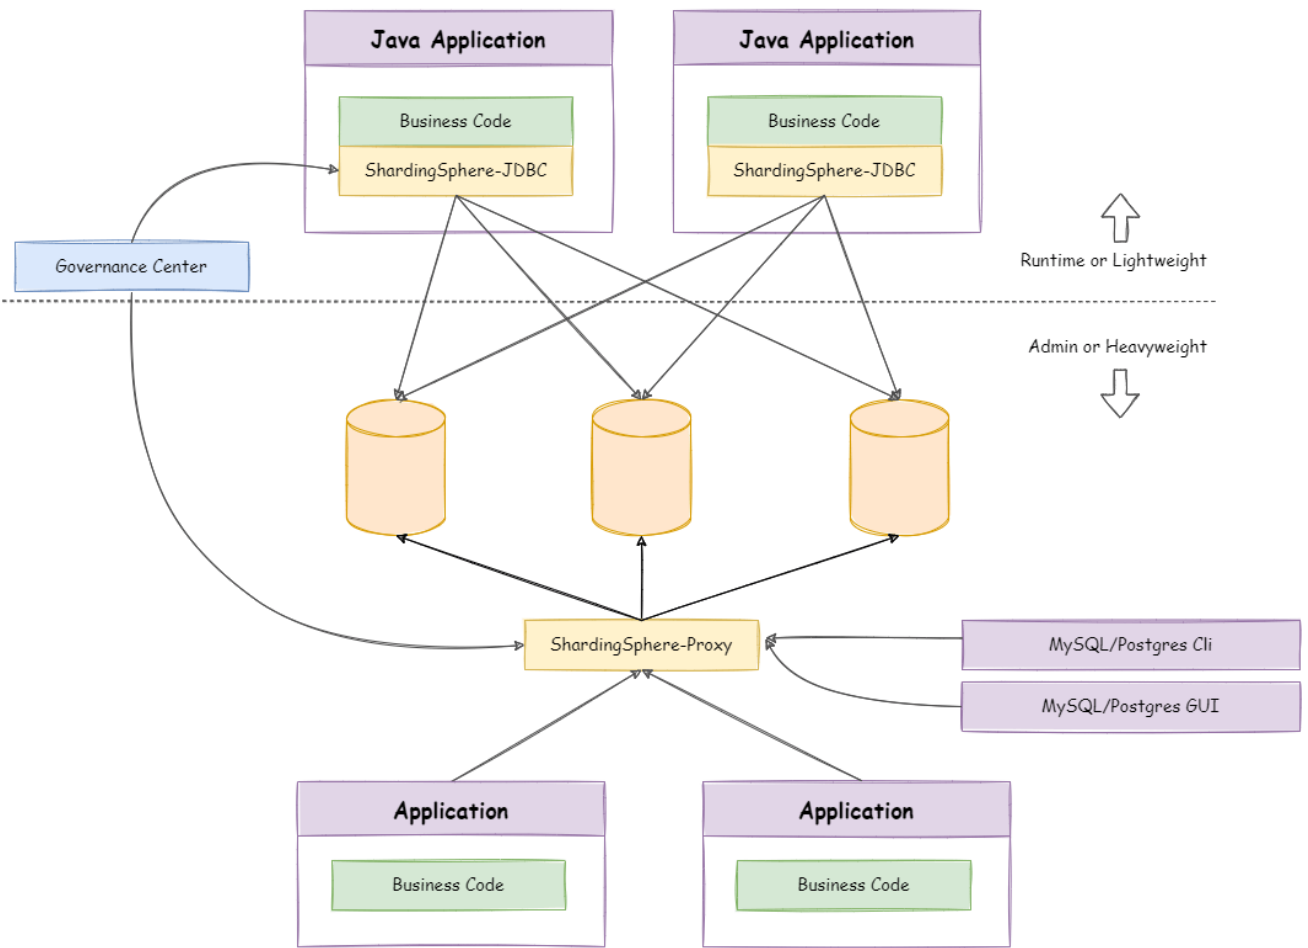 Java Application
Java Application
Business Code
Business Code
ShardingSphere-JDBC
ShardingSphere-JDBC
Governance Center
Runtime or Lightweight
Admin or Heavyweight
ShardingSphere-Proxy
MySQL/Postgres Cli
MySQL/Postgres GUI
Application
Application
Business Code
Business Code